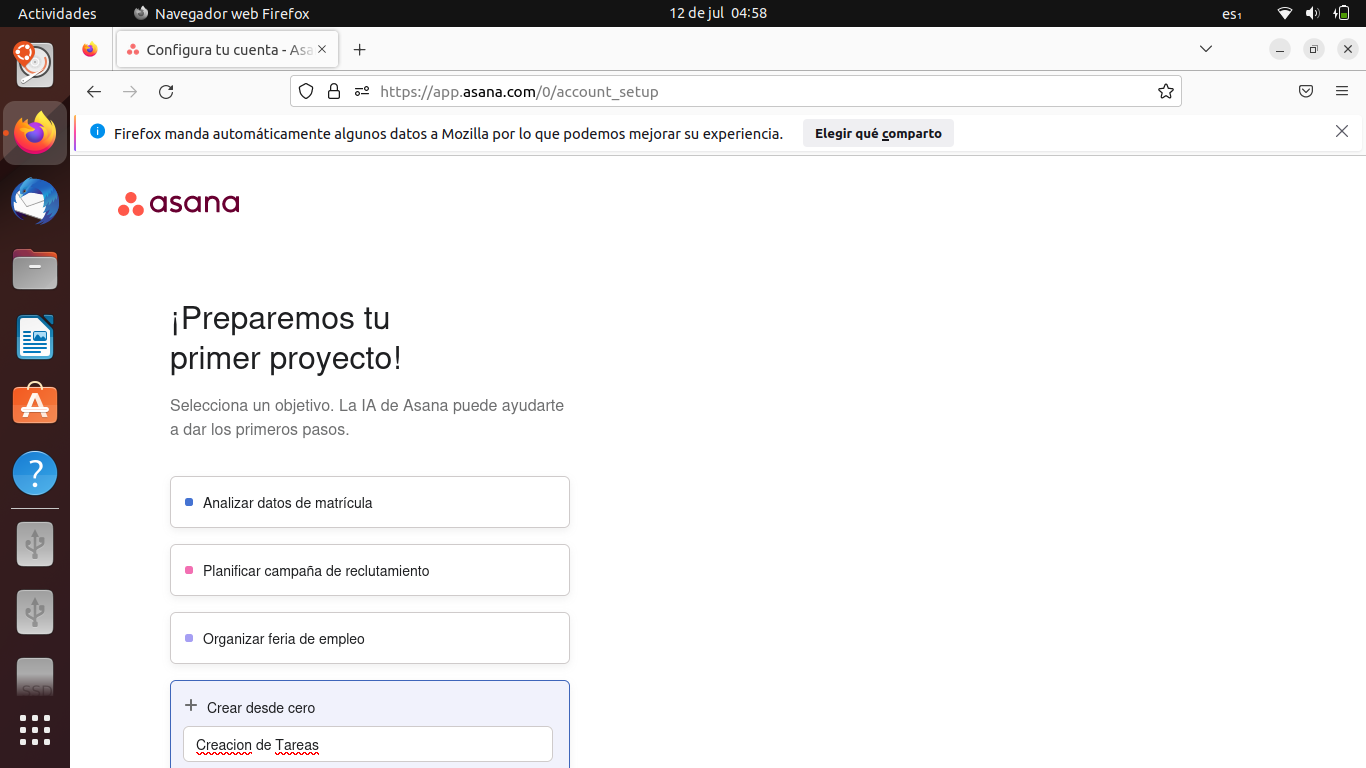 Actividades
Navegador web Firefox
12 de jul 04:58
es₁
Configura tu cuenta - Asa
https://app.asana.com/0/account_setup
Firefox manda automáticamente algunos datos a Mozilla por lo que podemos mejorar su experiencia.
Elegir qué comparto
asana
¡Preparemos tu
primer proyecto!
Selecciona un objetivo. La IA de Asana puede ayudarte
a dar los primeros pasos.
Analizar datos de matrícula
Planificar campaña de reclutamiento
Organizar feria de empleo
Crear desde cero
Creacion de Tareas
SSD